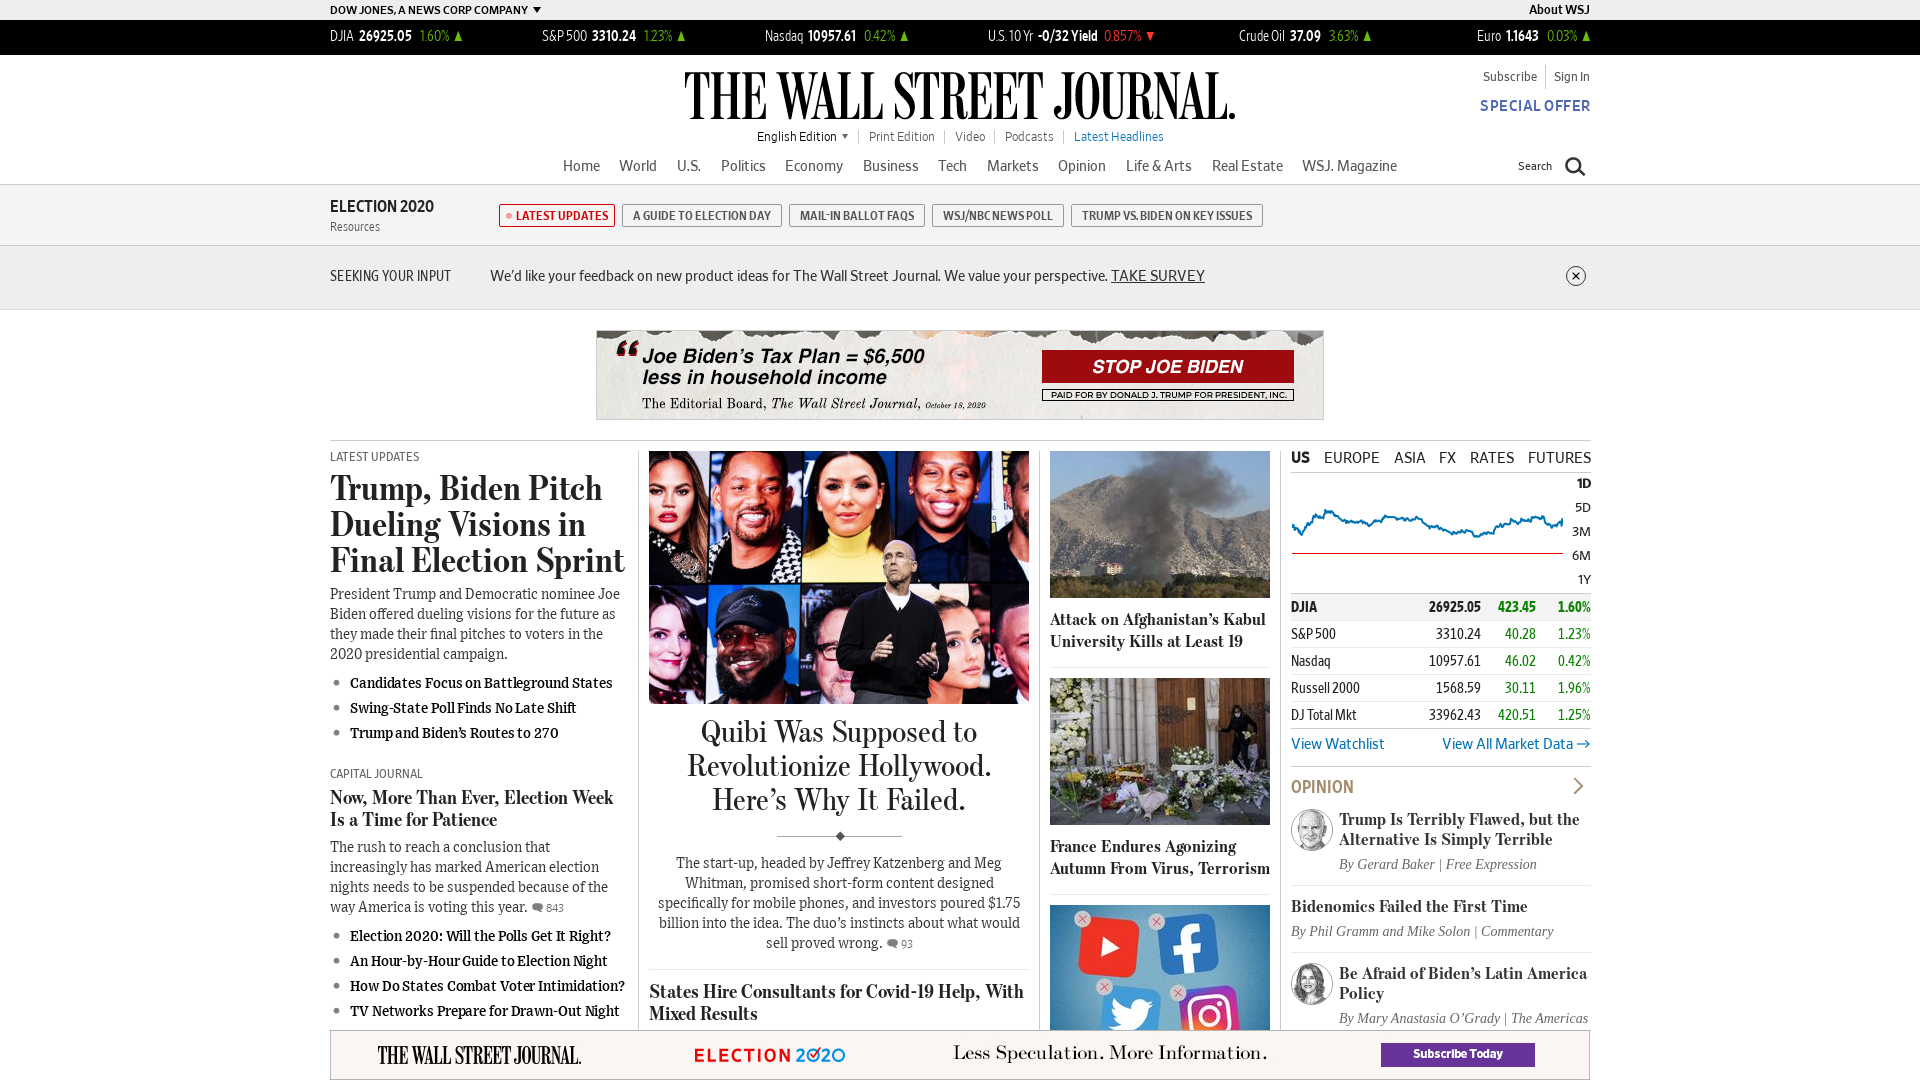 DOW JONES, A NEWS CORP COMPANY
About WSJ
DJIA 26925.05 1.60%
S&P 500 3310.24 1.23%
Nasdaq 10957.61 0.42%
U.S. 10 Yr -0/32 Yield 0.857%
Crude Oil 37.09 3.63%
Euro 1.1643 0.03%
THE WALL STREET JOURNAL.
Subscribe
Sign In
SPECIAL OFFER
English Edition
Print Edition
Video
Podcasts
Latest Headlines
Home
World
U.S.
Politics
Economy
Business
Tech
Markets
Opinion
Life & Arts
Real Estate
WSJ. Magazine
Search
ELECTION 2020
Resources
LATEST UPDATES
A GUIDE TO ELECTION DAY
MAIL-IN BALLOT FAQS
WSJ/NBC NEWS POLL
TRUMP VS. BIDEN ON KEY ISSUES
SEEKING YOUR INPUT
We’d like your feedback on new product ideas for The Wall Street Journal. We value your perspective. TAKE SURVEY
“Joe Biden’s Tax Plan = $6,500
less in household income
The Editorial Board, The Wall Street Journal, October 18, 2020
STOP JOE BIDEN
PAID FOR BY DONALD J. TRUMP FOR PRESIDENT, INC.
LATEST UPDATES
Trump, Biden Pitch
Dueling Visions in
Final Election Sprint
President Trump and Democratic nominee Joe
Biden offered dueling visions for the future as
they made their final pitches to voters in the
2020 presidential campaign.
Candidates Focus on Battleground States
Swing-State Poll Finds No Late Shift
Trump and Biden’s Routes to 270
CAPITAL JOURNAL
Now, More Than Ever, Election Week
Is a Time for Patience
The rush to reach a conclusion that
increasingly has marked American election
nights needs to be suspended because of the
way America is voting this year. 843
Election 2020: Will the Polls Get It Right?
An Hour-by-Hour Guide to Election Night
How Do States Combat Voter Intimidation?
TV Networks Prepare for Drawn-Out Night
Quibi Was Supposed to
Revolutionize Hollywood.
Here’s Why It Failed.
The start-up, headed by Jeffrey Katzenberg and Meg
Whitman, promised short-form content designed
specifically for mobile phones, and investors poured $1.75
billion into the idea. The duo’s instincts about what would
sell proved wrong. 93
States Hire Consultants for Covid-19 Help, With
Mixed Results
Attack on Afghanistan’s Kabul
University Kills at Least 19
France Endures Agonizing
Autumn From Virus, Terrorism
US
EUROPE
ASIA
FX
RATES
FUTURES
1D
5D
3M
6M
1Y
DJIA 26925.05 423.45 1.60%
S&P 500 3310.24 40.28 1.23%
Nasdaq 10957.61 46.02 0.42%
Russell 2000 1568.59 30.11 1.96%
DJ Total Mkt 33962.43 420.51 1.25%
View Watchlist
View All Market Data
OPINION
Trump Is Terribly Flawed, but the
Alternative Is Simply Terrible
By Gerard Baker | Free Expression
Bidenomics Failed the First Time
By Phil Gramm and Mike Solon | Commentary
Be Afraid of Biden’s Latin America
Policy
By Mary Anastasia O’Grady | The Americas
THE WALL STREET JOURNAL.
ELECTION 2020
Less Speculation. More Information.
Subscribe Today